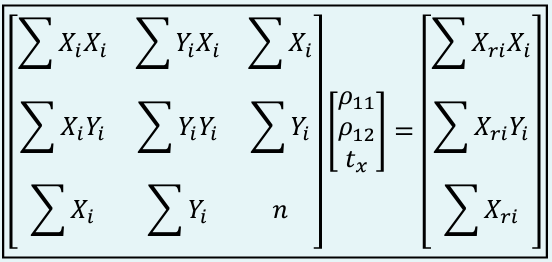 ∑ XᵢXᵢ ∑ YᵢXᵢ ∑ Xᵢ ρ₁₁ ∑ XᵣᵢXᵢ
∑ XᵢYᵢ ∑ YᵢYᵢ ∑ Yᵢ ρ₁₂ = ∑ XᵣᵢYᵢ
∑ Xᵢ ∑ Yᵢ n tₓ ∑ Xᵣᵢ